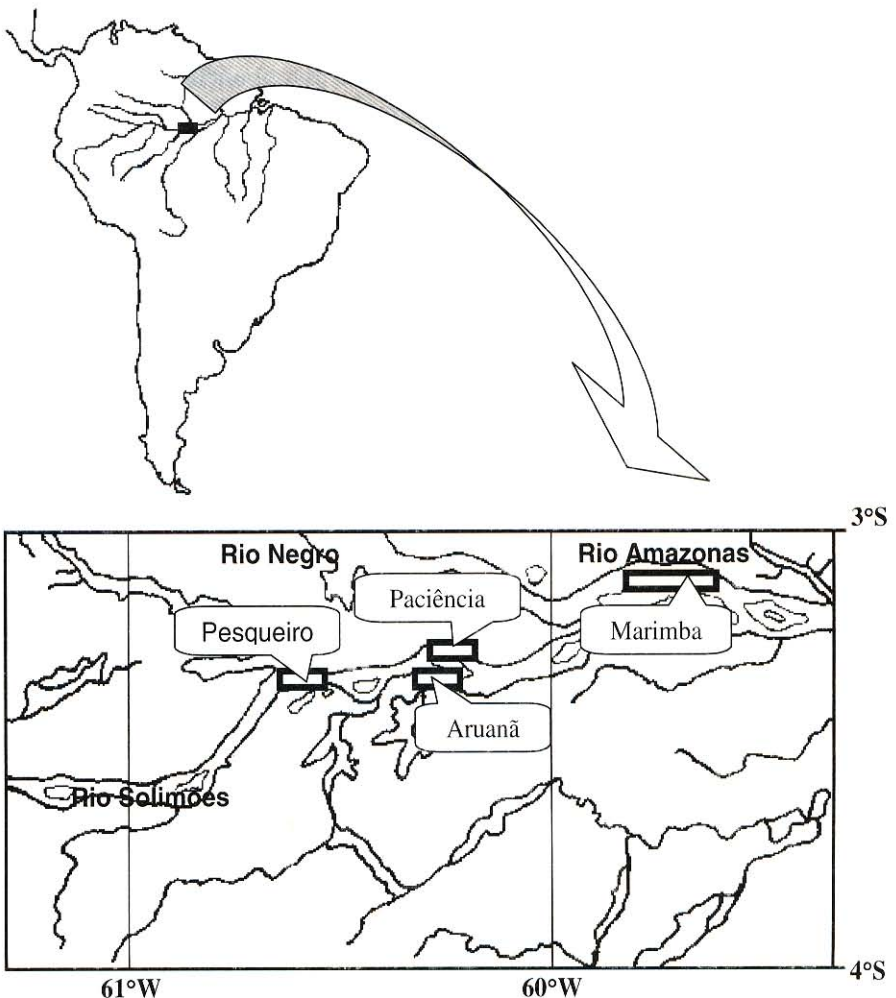 3°S
Rio Negro
Rio Amazonas
Paciência
Pesqueiro
Marimba
Aruanã
Rio Solimões
4°S
61°W
60°W